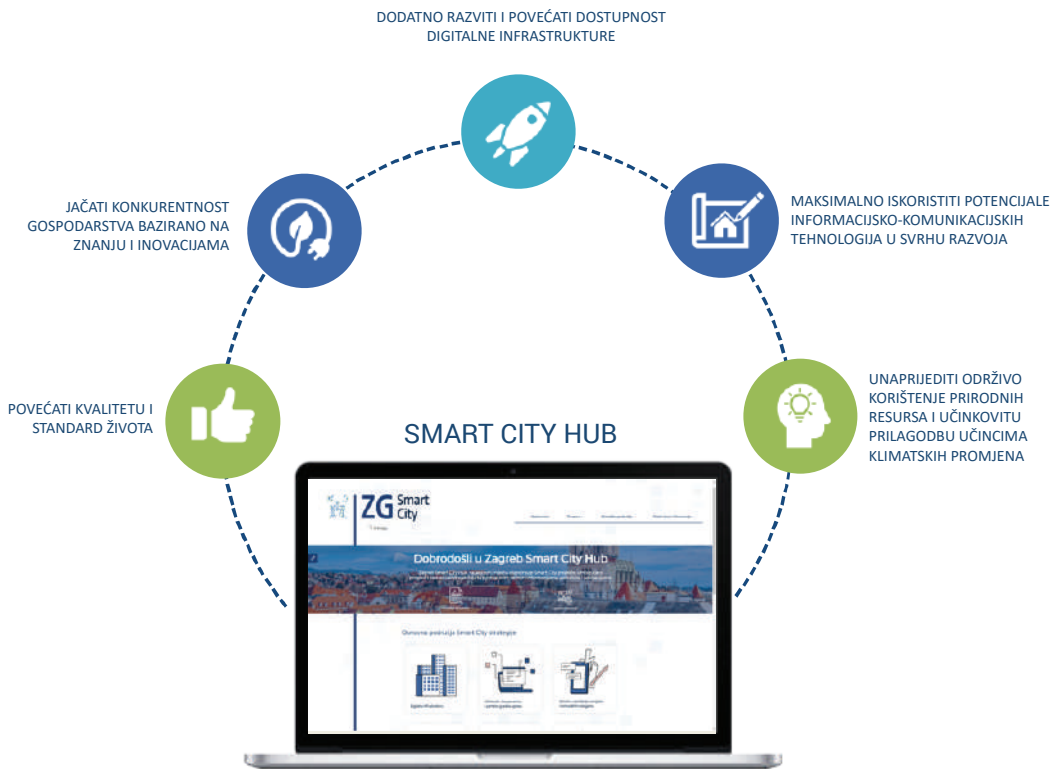 DODATNO RAZVITI I POVEĆATI DOSTUPNOST
DIGITALNE INFRASTRUKTURE
JAČATI KONKURENTNOST
GOSPODARSTVA BAZIRANO NA
ZNANJU I INOVACIJAMA
MAKSIMALNO ISKORISTITI POTENCIJALE
INFORMACIJSKO-KOMUNIKACIJSKIH
TEHNOLOGIJA U SVRHU RAZVOJA
POVEĆATI KVALITETU I
STANDARD ŽIVOTA
UNAPRIJEDITI ODRŽIVO
KORIŠTENJE PRIRODNIH
RESURSA I UČINKOVITU
PRILAGODBU UČINCIMA
KLIMATSKIH PROMJENA
SMART CITY HUB
ZG Smart
City
Dobrodošli u Zagreb Smart City Hub
Osnovna područja Smart City strategije